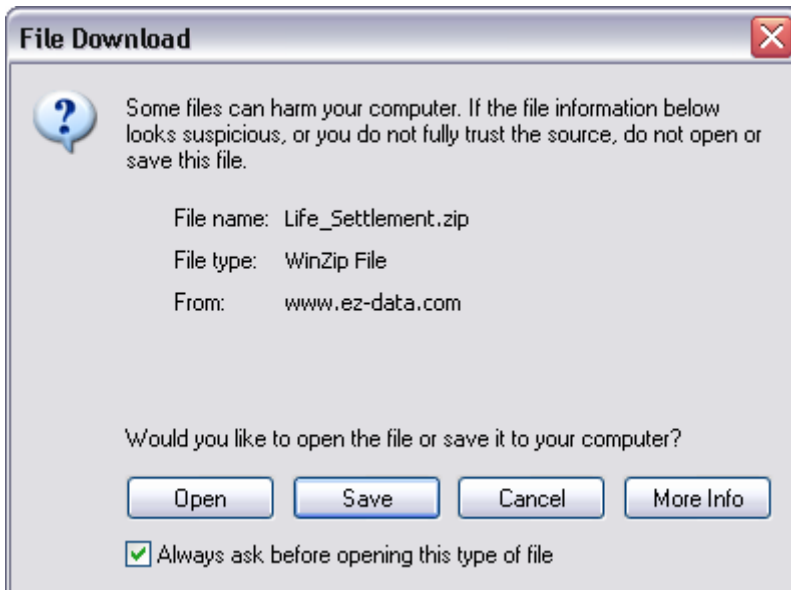 File Download
Some files can harm your computer. If the file information below
looks suspicious, or you do not fully trust the source, do not open or
save this file.
File name: Life_Settlement.zip
File type: WinZip File
From: www.ez-data.com
Would you like to open the file or save it to your computer?
Open Save Cancel More Info
Always ask before opening this type of file